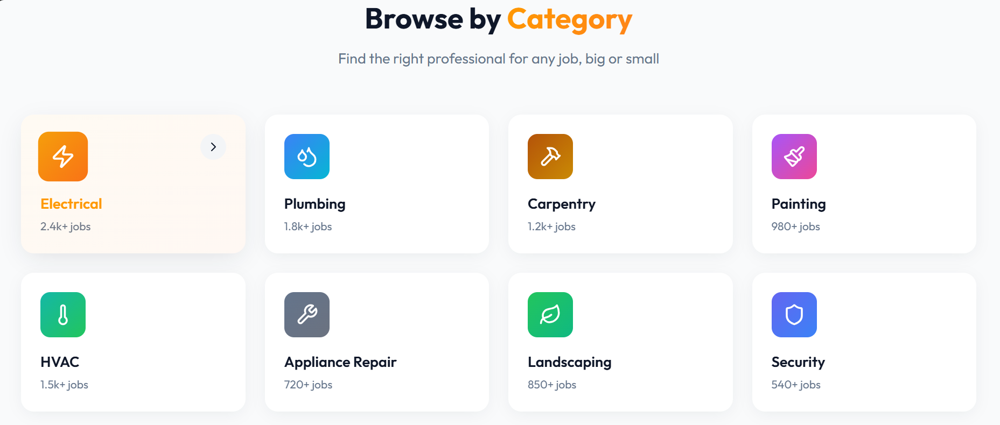 Browse by Category
Find the right professional for any job, big or small
Electrical
2.4k+ jobs
Plumbing
1.8k+ jobs
Carpentry
1.2k+ jobs
Painting
980+ jobs
HVAC
1.5k+ jobs
Appliance Repair
720+ jobs
Landscaping
850+ jobs
Security
540+ jobs